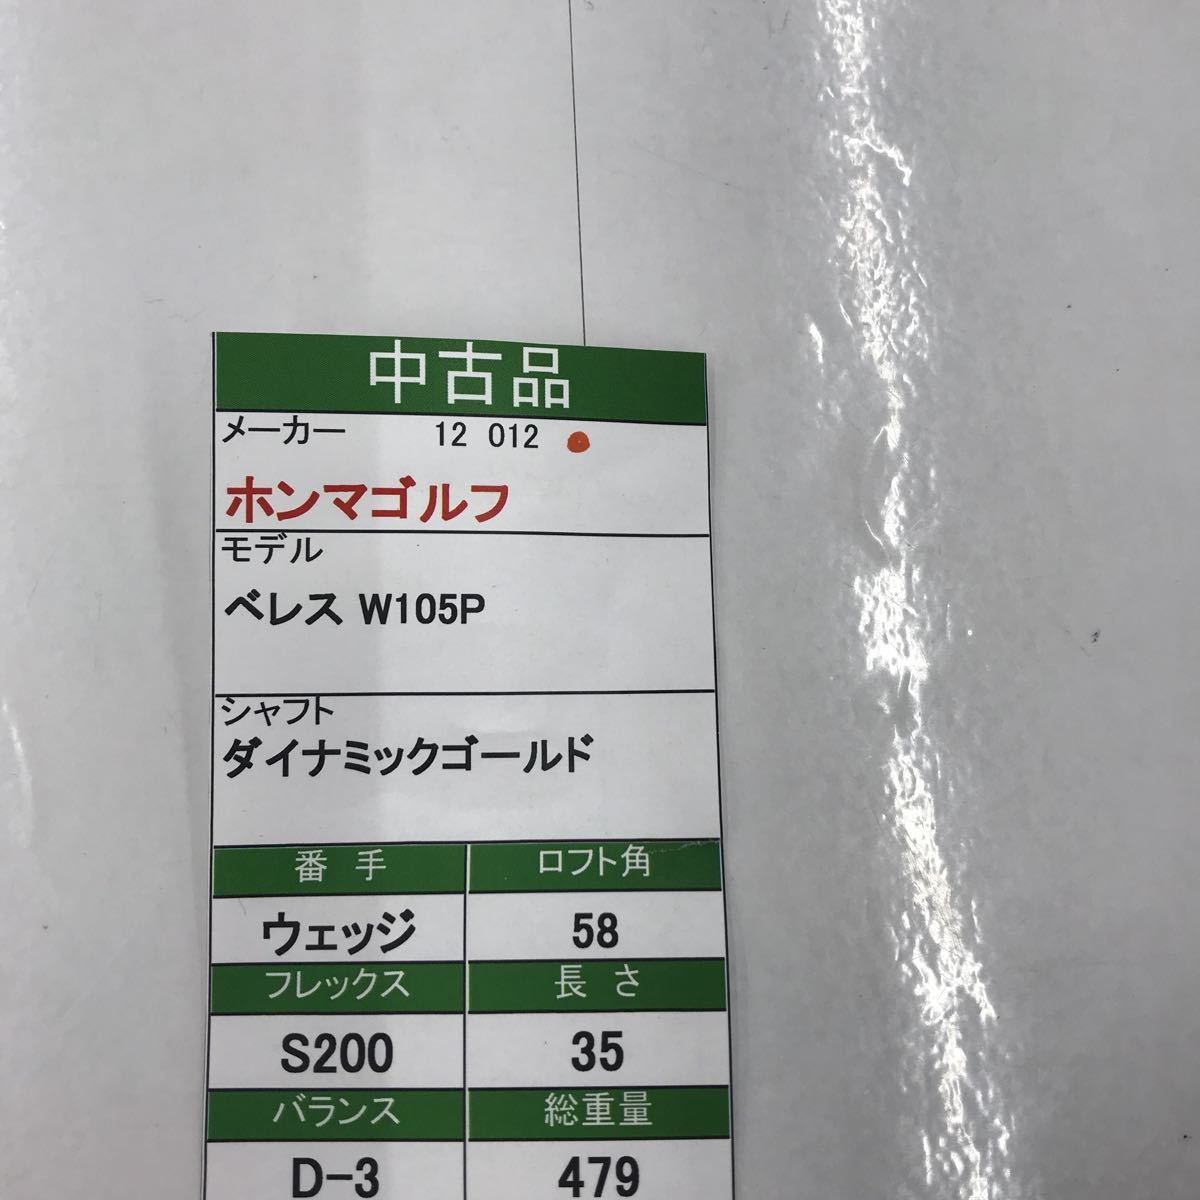 中古品
メーカー 12 012
ホンマゴルフ
モデル
ベレス W105P
シャフト
ダイナミックゴールド
番 手 ロフト角
ウェッジ 58
フレックス 長 さ
S200 35
バランス 総重量
D-3 479